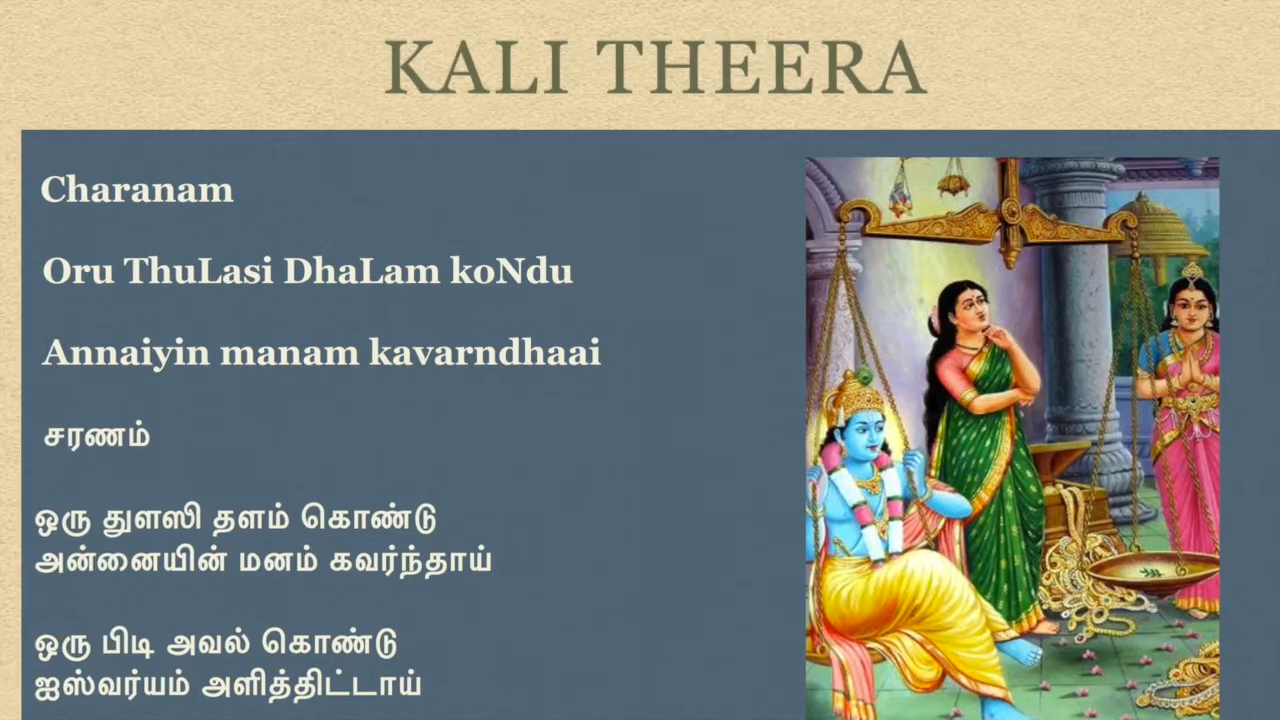 KALI THEERA
Charanam
Oru ThuLasi DhaLam koNdu
Annaiyin manam kavarndhaai
சரணம்
ஒரு துளஸி தளம் கொண்டு
அன்னையின் மனம் கவர்ந்தாய்
ஒரு பிடி அவல் கொண்டு
ஐஸ்வர்யம் அளித்திட்டாய்